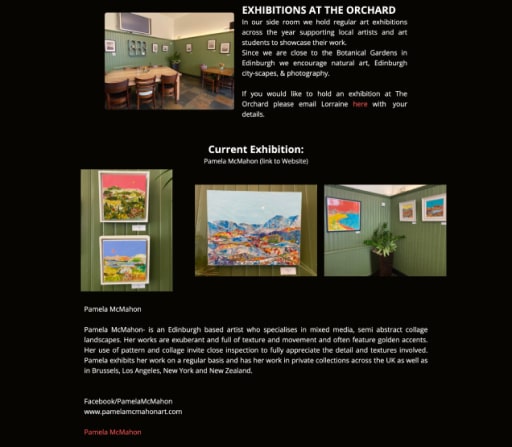 EXHIBITIONS AT THE ORCHARD
In our side room we hold regular art exhibitions
across the year supporting local artists and art
students to showcase their work.
Since we are close to the Botanical Gardens in
Edinburgh we encourage natural art, Edinburgh
city-scapes, & photography.
If you would like to hold an exhibition at The
Orchard please email Lorraine here with your
details.
Current Exhibition:
Pamela McMahon (link to Website)
Pamela McMahon
Pamela McMahon- is an Edinburgh based artist who specialises in mixed media, semi abstract collage
landscapes. Her works are exuberant and full of texture and movement and often feature golden accents.
Her use of pattern and collage invite close inspection to fully appreciate the detail and textures involved.
Pamela exhibits her work on a regular basis and has her work in private collections across the UK as well as
in Brussels, Los Angeles, New York and New Zealand.
Facebook/PamelaMcMahon
www.pamelamcmahonart.com
Pamela McMahon